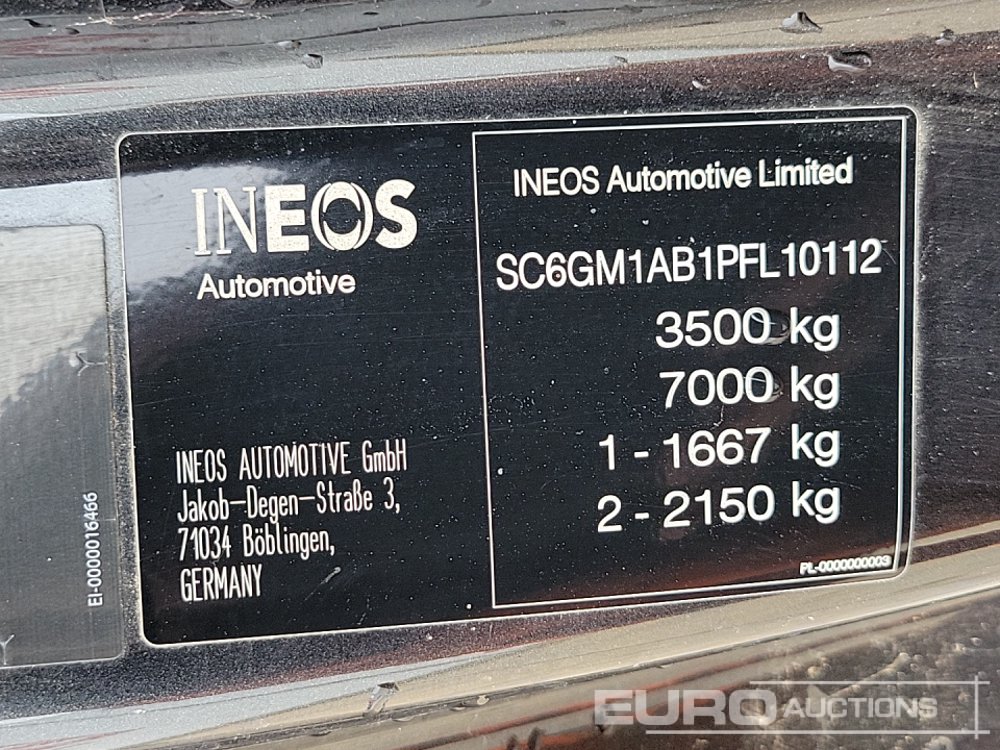 INEOS
Automotive
INEOS AUTOMOTIVE GmbH
Jakob-Degen-Straße 3,
71034 Böblingen,
GERMANY
INEOS Automotive Limited
SC6GM1AB1PFL10112
3500 kg
7000 kg
1 - 1667 kg
2 - 2150 kg
PL-0000000003
EI-0000016466
EURO AUCTIONS